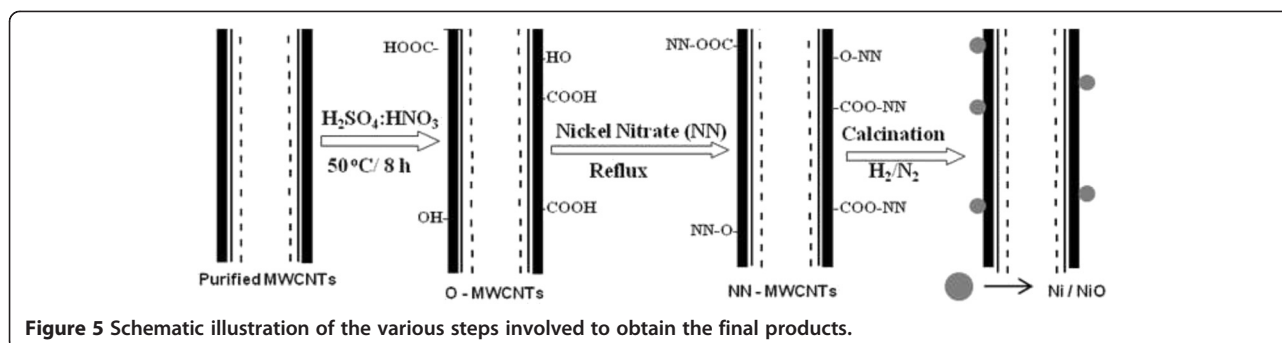 HOOC-
HO
COOH
H₂SO₄:HNO₃
50 °C/ 8 h
OH-
COOH
Purified MWCNTs
O - MWCNTs
Nickel Nitrate (NN)
Reflux
NN-OOC-
-O-NN
-COO-NN
NN-O-
-COO-NN
NN - MWCNTs
Calcination
H₂/N₂
Ni / NiO
Figure 5 Schematic illustration of the various steps involved to obtain the final products.